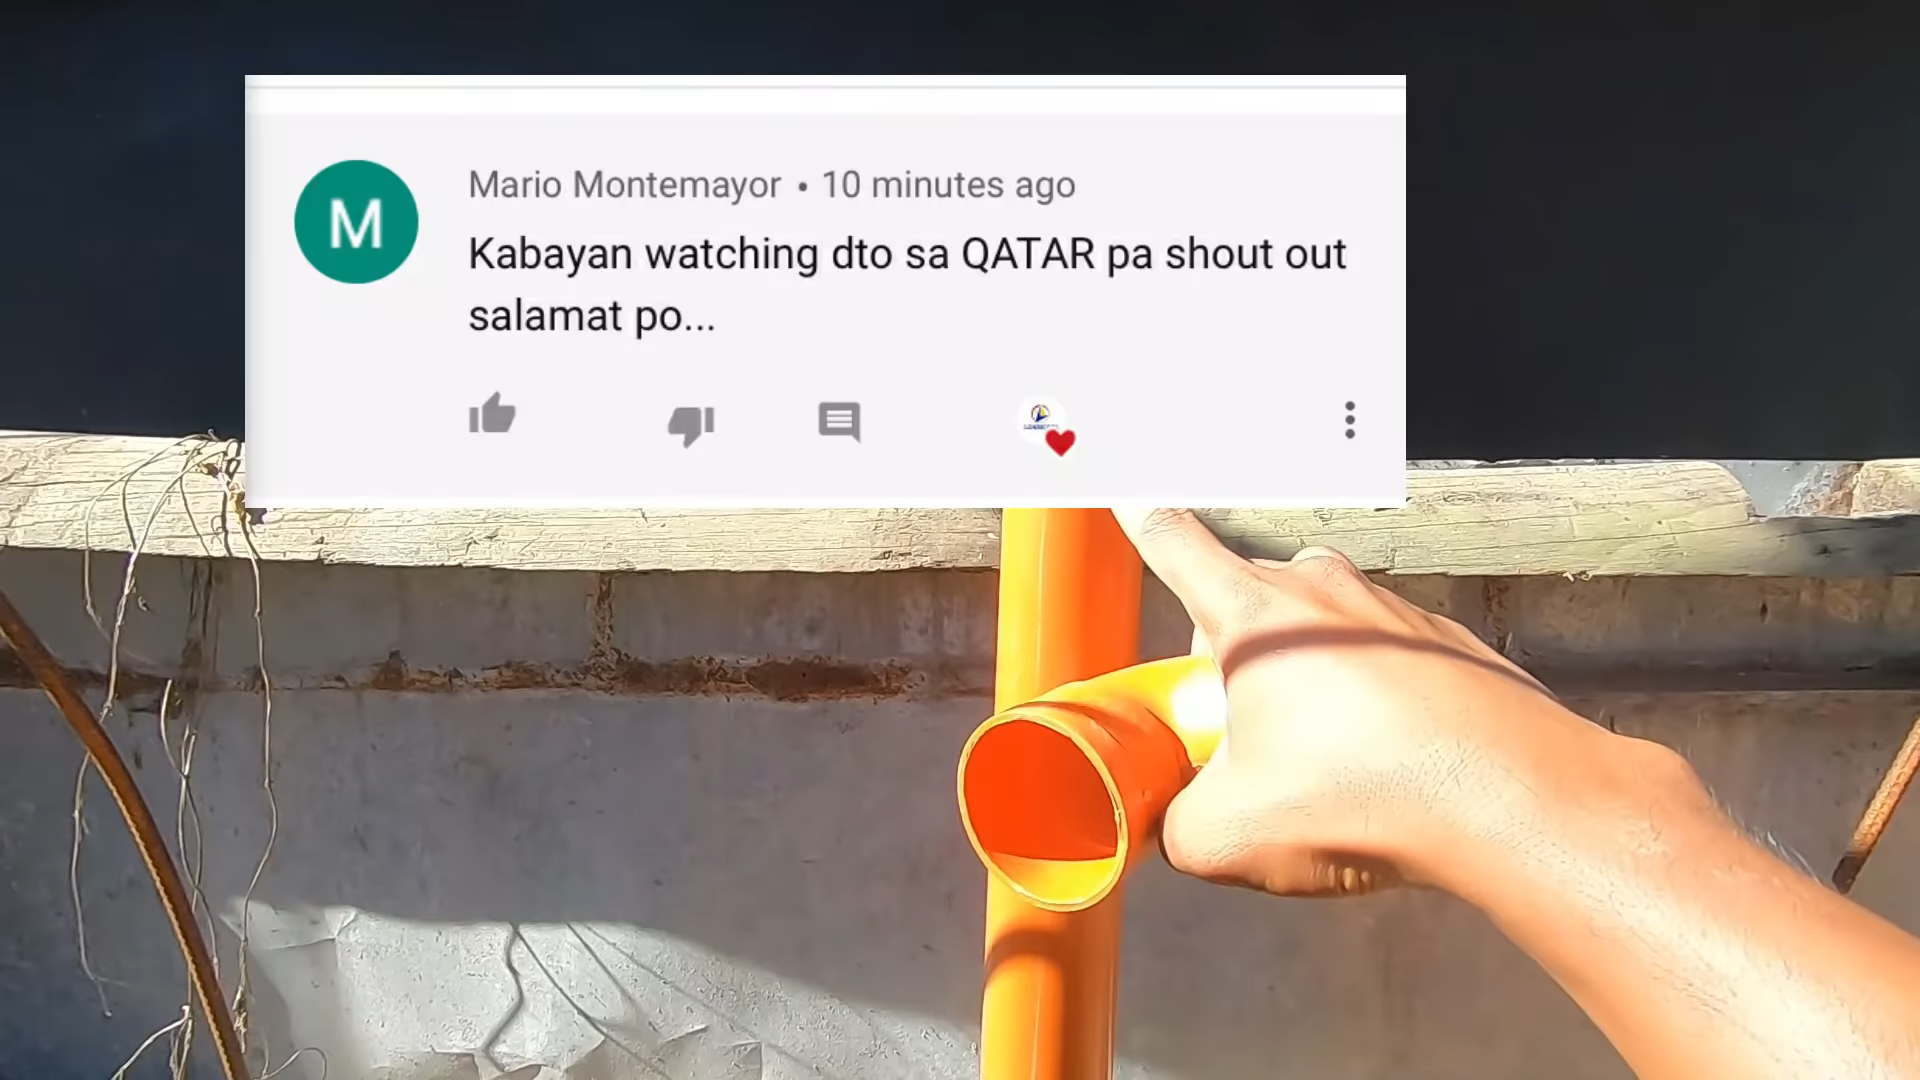 M
Mario Montemayor • 10 minutes ago
Kabayan watching dto sa QATAR pa shout out
salamat po...